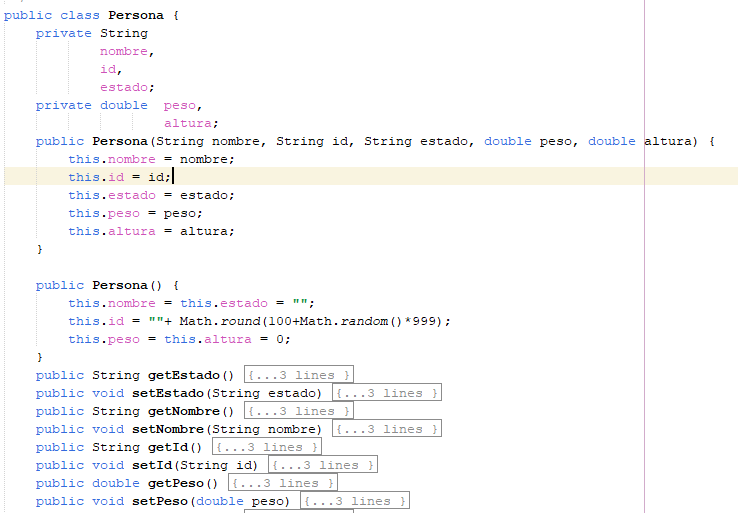 public class Persona {
    private String
            nombre,
            id,
            estado;
    private double  peso,
                    altura;
    public Persona(String nombre, String id, String estado, double peso, double altura) {
        this.nombre = nombre;
        this.id = id;
        this.estado = estado;
        this.peso = peso;
        this.altura = altura;
    }
    public Persona() {
        this.nombre = this.estado = "";
        this.id = ""+ Math.round(100+Math.random()*999);
        this.peso = this.altura = 0;
    }
    public String getEstado() {...3 lines }
    public void setEstado(String estado) {...3 lines }
    public String getNombre() {...3 lines }
    public void setNombre(String nombre) {...3 lines }
    public String getId() {...3 lines }
    public void setId(String id) {...3 lines }
    public double getPeso() {...3 lines }
    public void setPeso(double peso) {...3 lines }